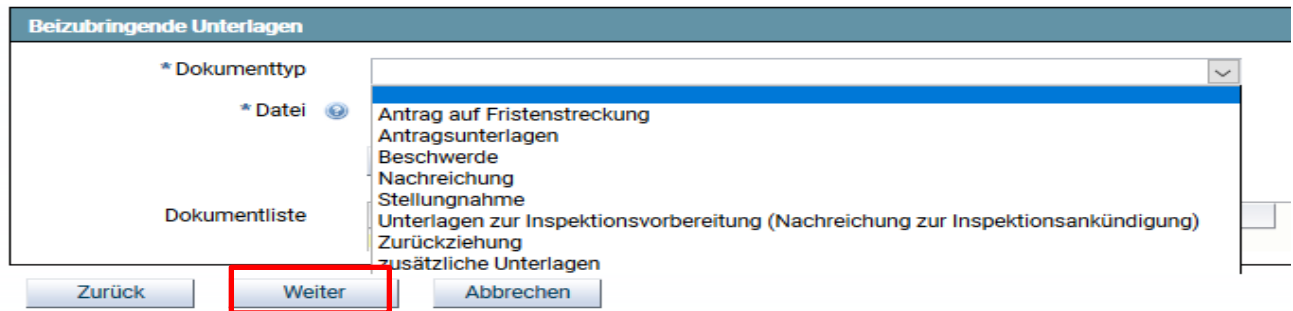 Beizubringende Unterlagen
* Dokumenttyp
* Datei
Antrag auf Fristenstreckung
Antragsunterlagen
Beschwerde
Nachreichung
Stellungnahme
Dokumentliste
Unterlagen zur Inspektionsvorbereitung (Nachreichung zur Inspektionsankündigung)
Zurückziehung
zusätzliche Unterlagen
Zurück Weiter Abbrechen